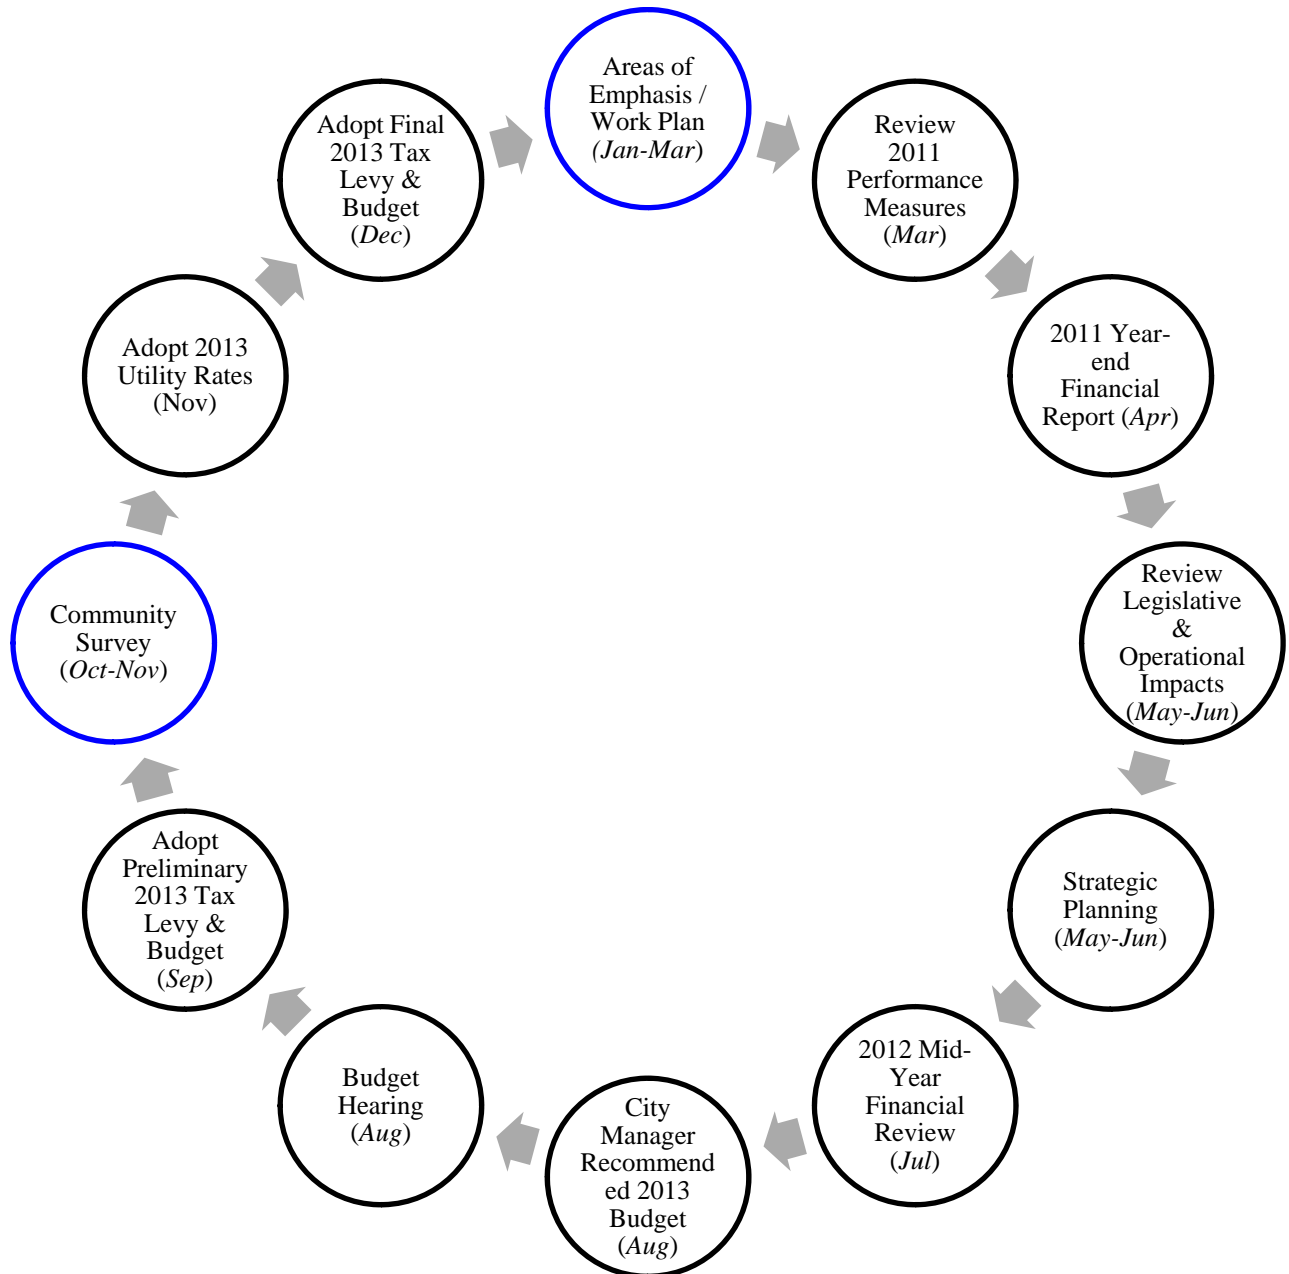 Areas of
Emphasis /
Work Plan
(Jan-Mar)
Review
2011
Performance
Measures
(Mar)
2011 Year-
end
Financial
Report (Apr)
Review
Legislative
&
Operational
Impacts
(May-Jun)
Strategic
Planning
(May-Jun)
2012 Mid-
Year
Financial
Review
(Jul)
City
Manager
Recommend
ed 2013
Budget
(Aug)
Budget
Hearing
(Aug)
Adopt
Preliminary
2013 Tax
Levy &
Budget
(Sep)
Community
Survey
(Oct-Nov)
Adopt 2013
Utility Rates
(Nov)
Adopt Final
2013 Tax
Levy &
Budget
(Dec)